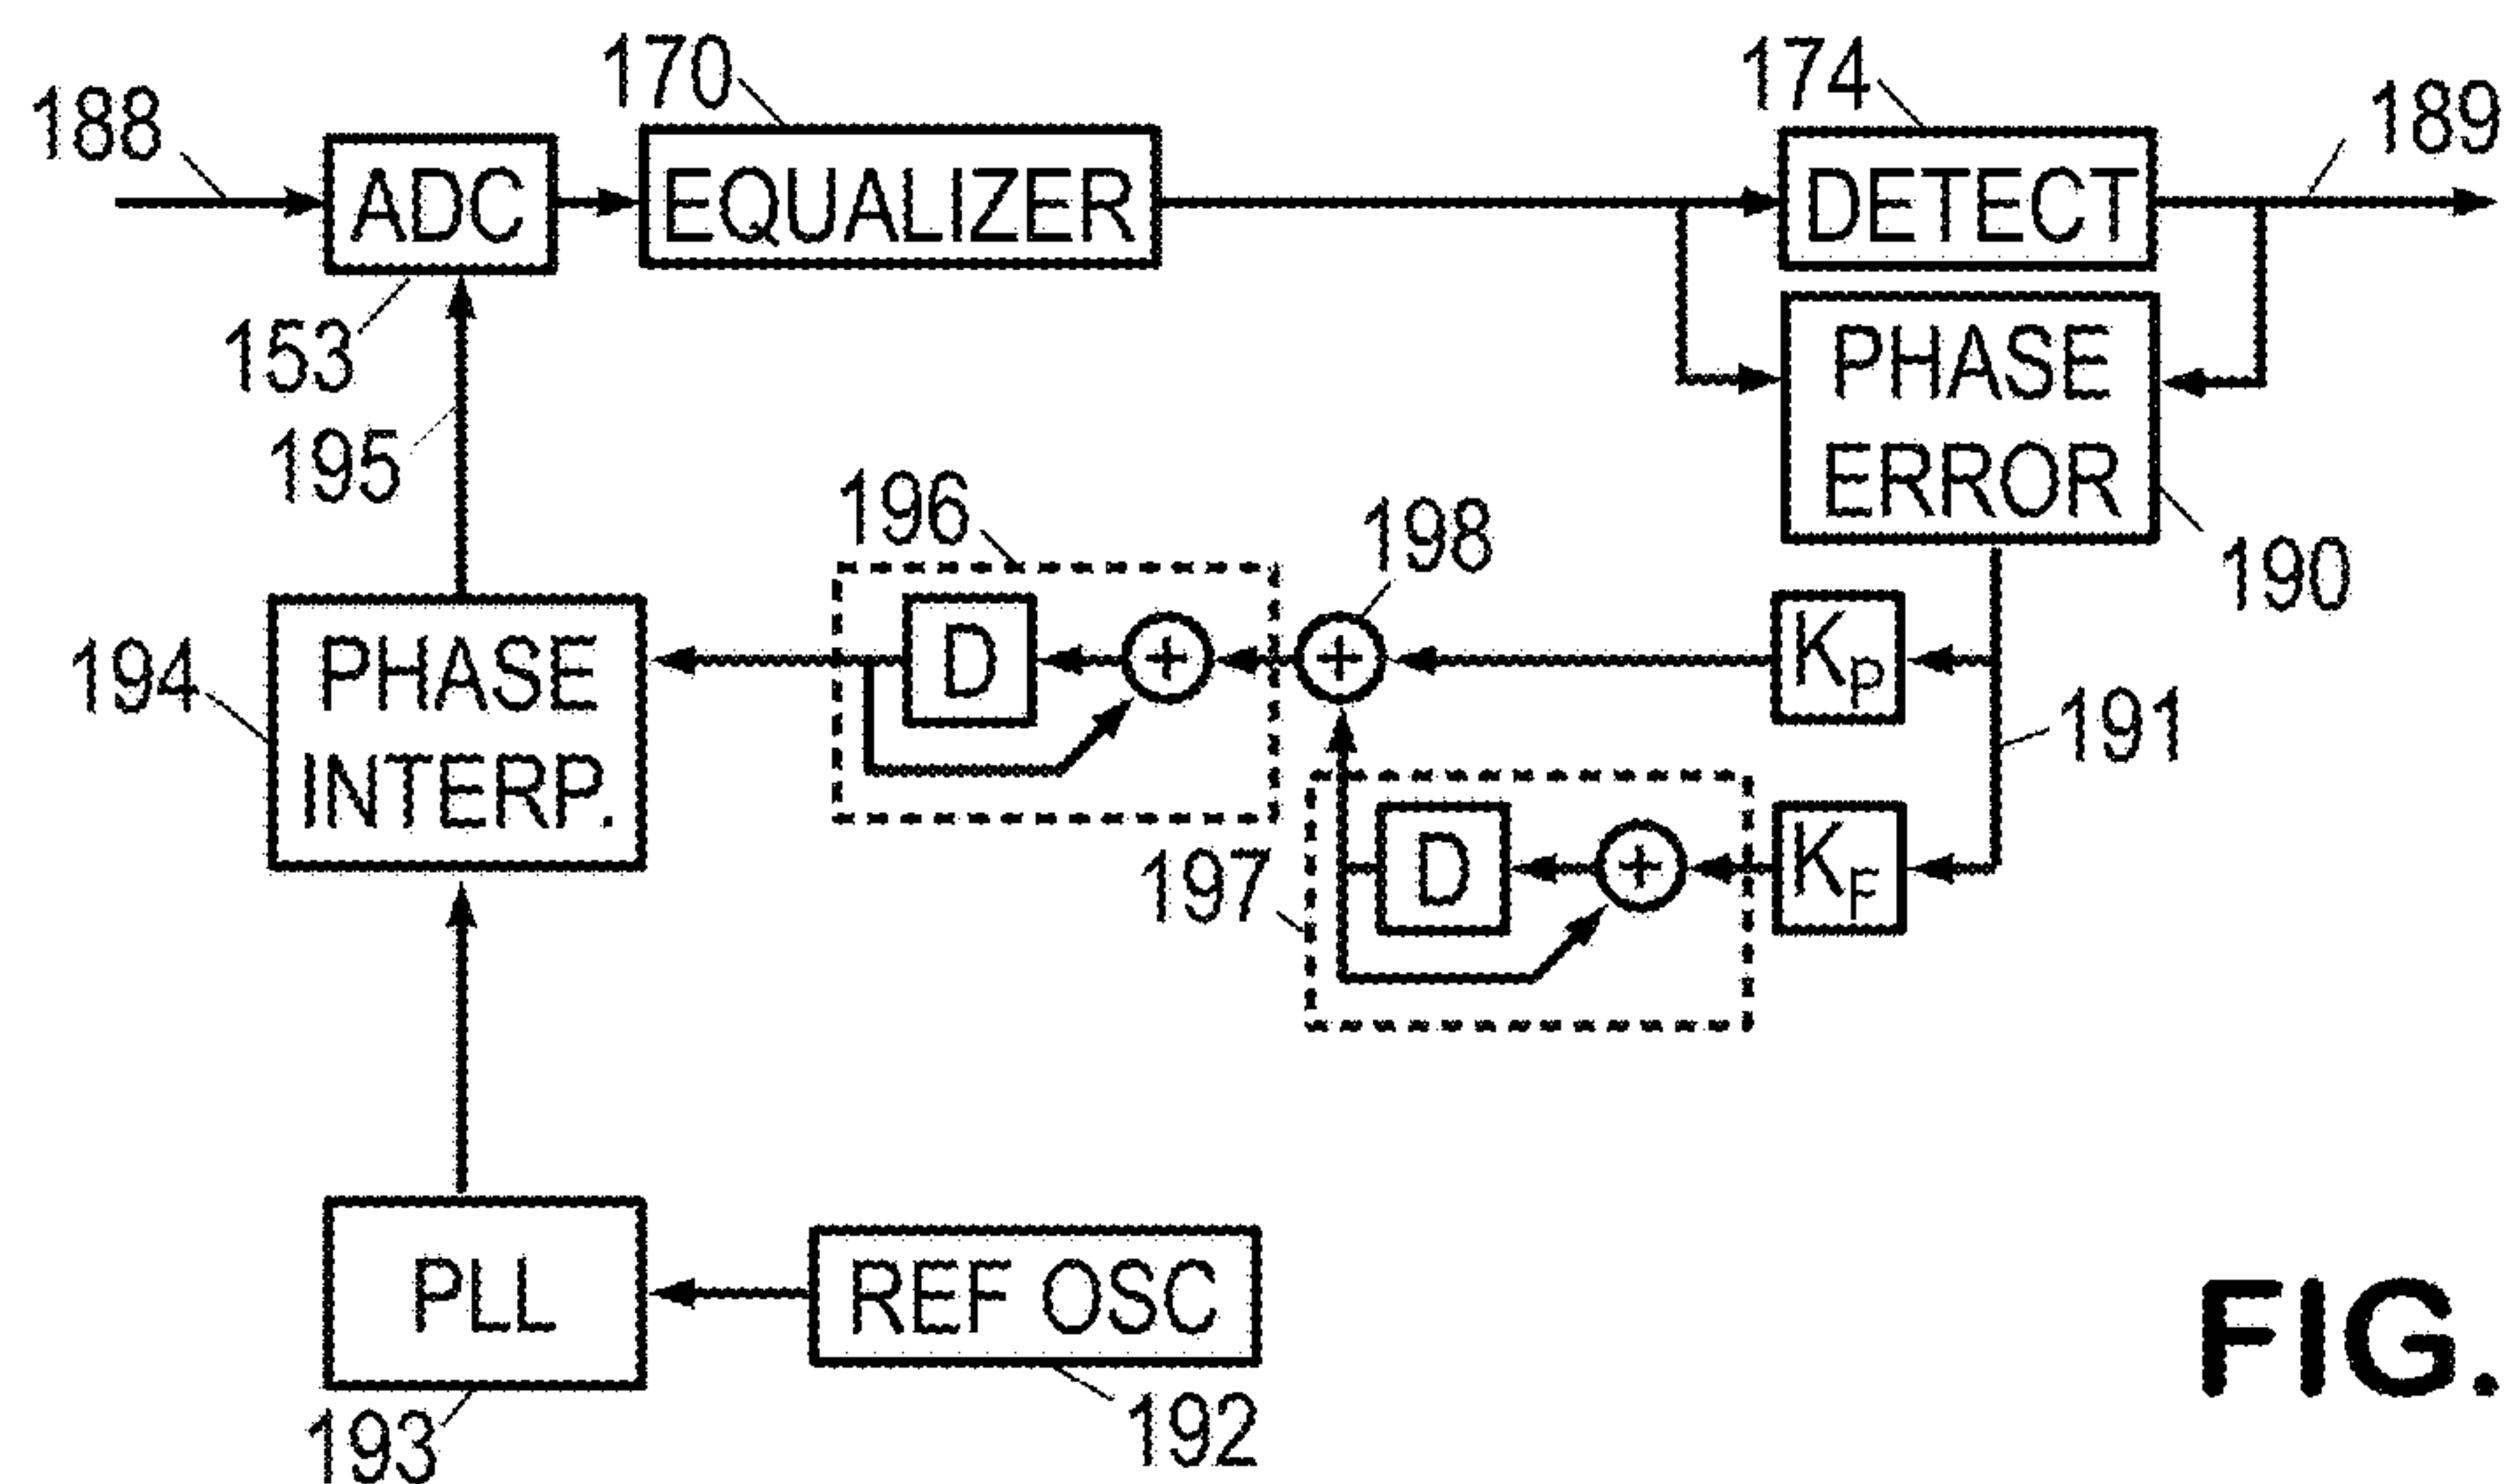 170
174
188
189
ADC
EQUALIZER
DETECT
153
PHASE
ERROR
195
196
198
190
194
PHASE
INTERP.
D
+
+
KP
191
197
D
+
KF
PLL
REF OSC
193
192
FIG.